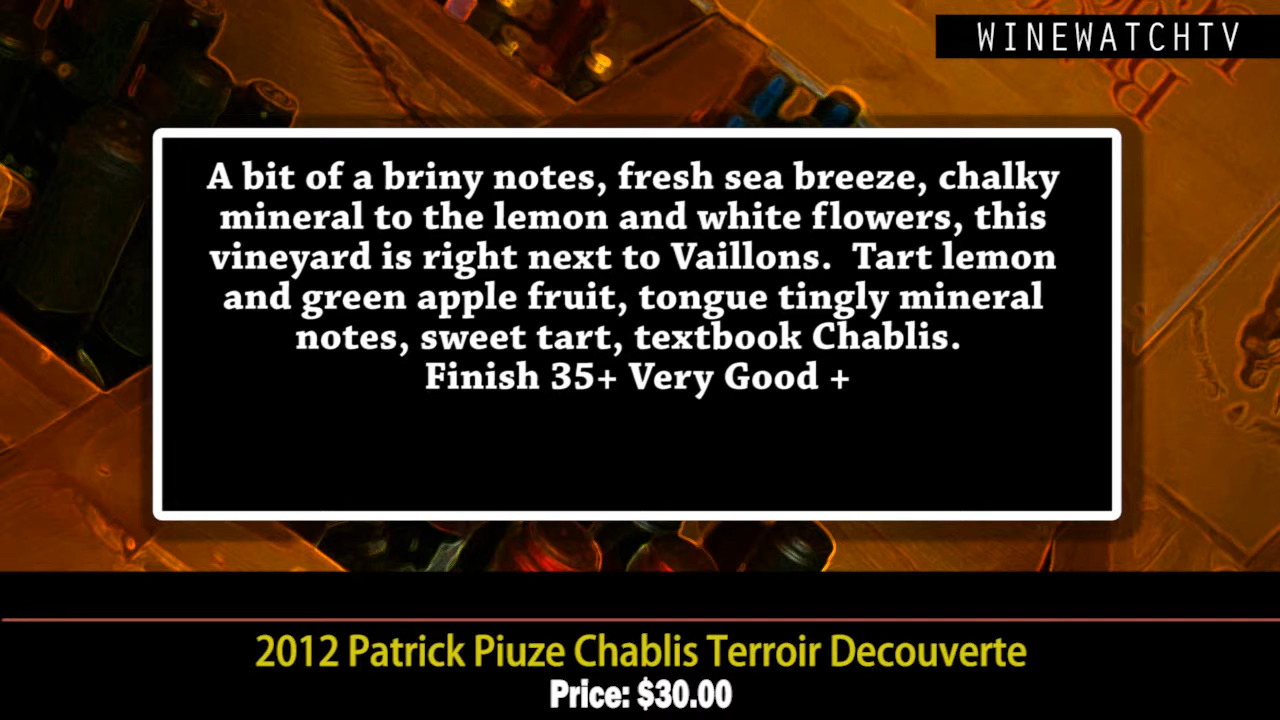 WINEWATCHTV
A bit of a briny notes, fresh sea breeze, chalky
mineral to the lemon and white flowers, this
vineyard is right next to Vaillons.  Tart lemon
and green apple fruit, tongue tingly mineral
notes, sweet tart, textbook Chablis.
Finish 35+ Very Good +
2012 Patrick Piuze Chablis Terroir Decouverte
Price: $30.00